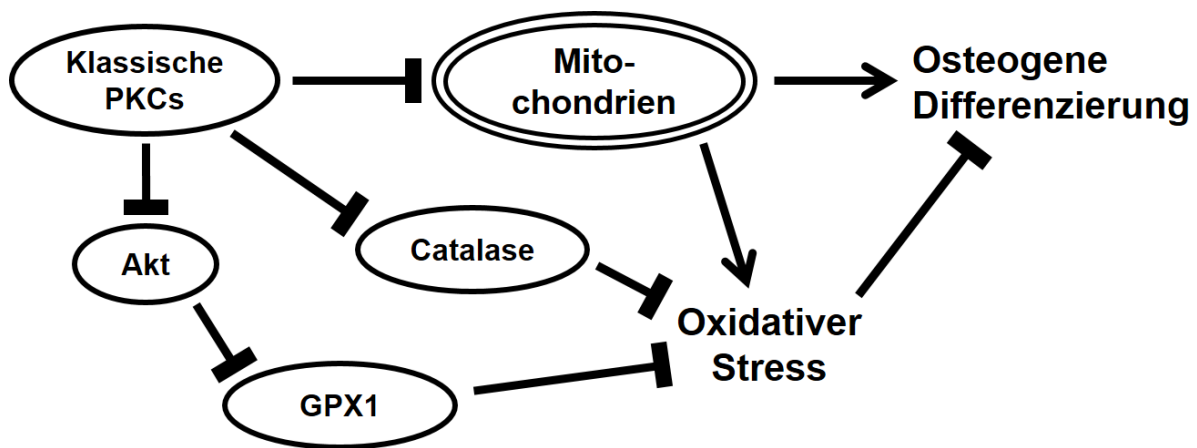 Klassische
PKCs
Mito-
chondrien
Osteogene
Differenzierung
Akt
Catalase
Oxidativer
Stress
GPX1